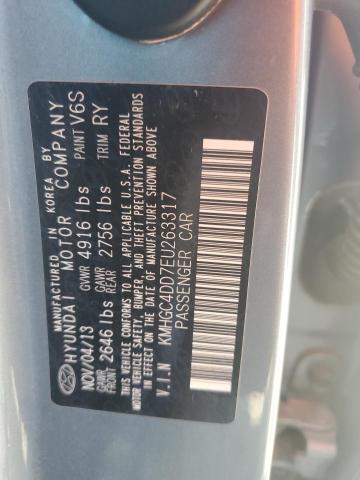 MANUFACTURED IN KOREA BY
HYUNDAI MOTOR COMPANY
NOV/04/13 GVWR 4916 lbs PAINT V6S
GAWR FRONT 2646 lbs GAWR REAR 2756 lbs TRIM RY
THIS VEHICLE CONFORMS TO ALL APPLICABLE U.S.A. FEDERAL
MOTOR VEHICLE SAFETY, BUMPER, AND THEFT PREVENTION STANDARDS
IN EFFECT ON THE DATE OF MANUFACTURE SHOWN ABOVE
V.I.N KMHGC4DD7EU263317
PASSENGER CAR